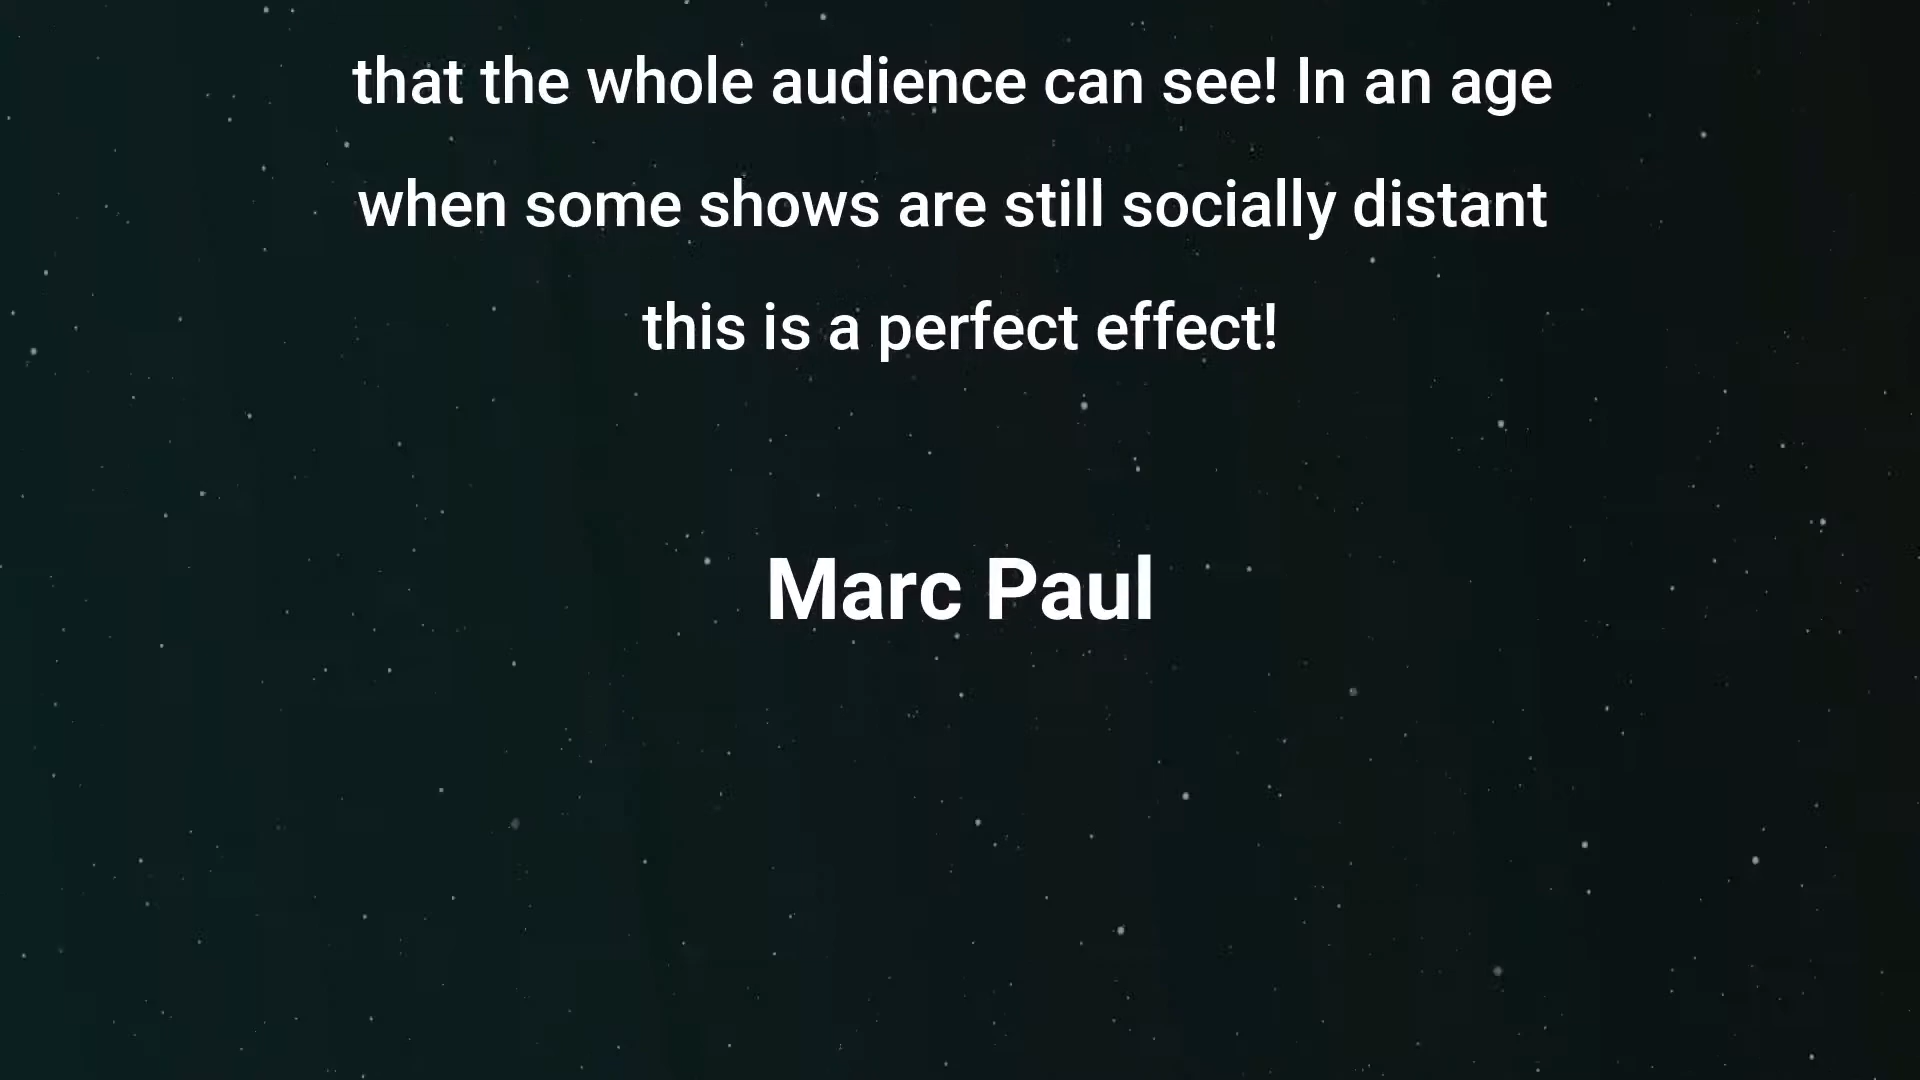 that the whole audience can see! In an age
when some shows are still socially distant
this is a perfect effect!
Marc Paul